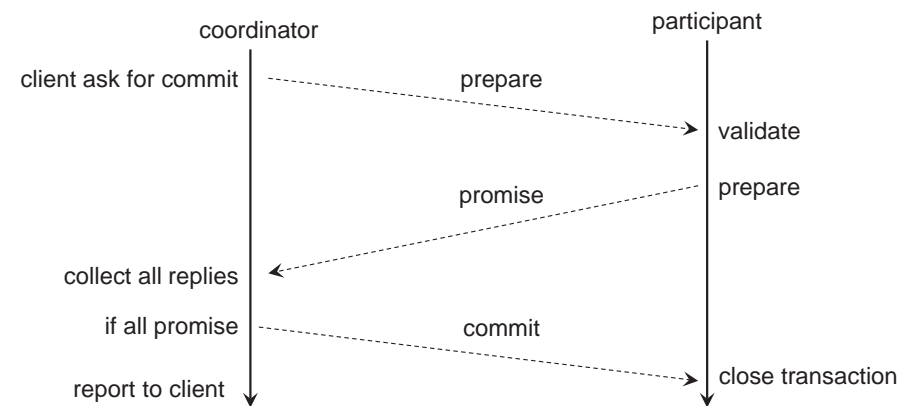 coordinator
participant
client ask for commit
prepare
validate
prepare
promise
collect all replies
if all promise
commit
close transaction
report to client